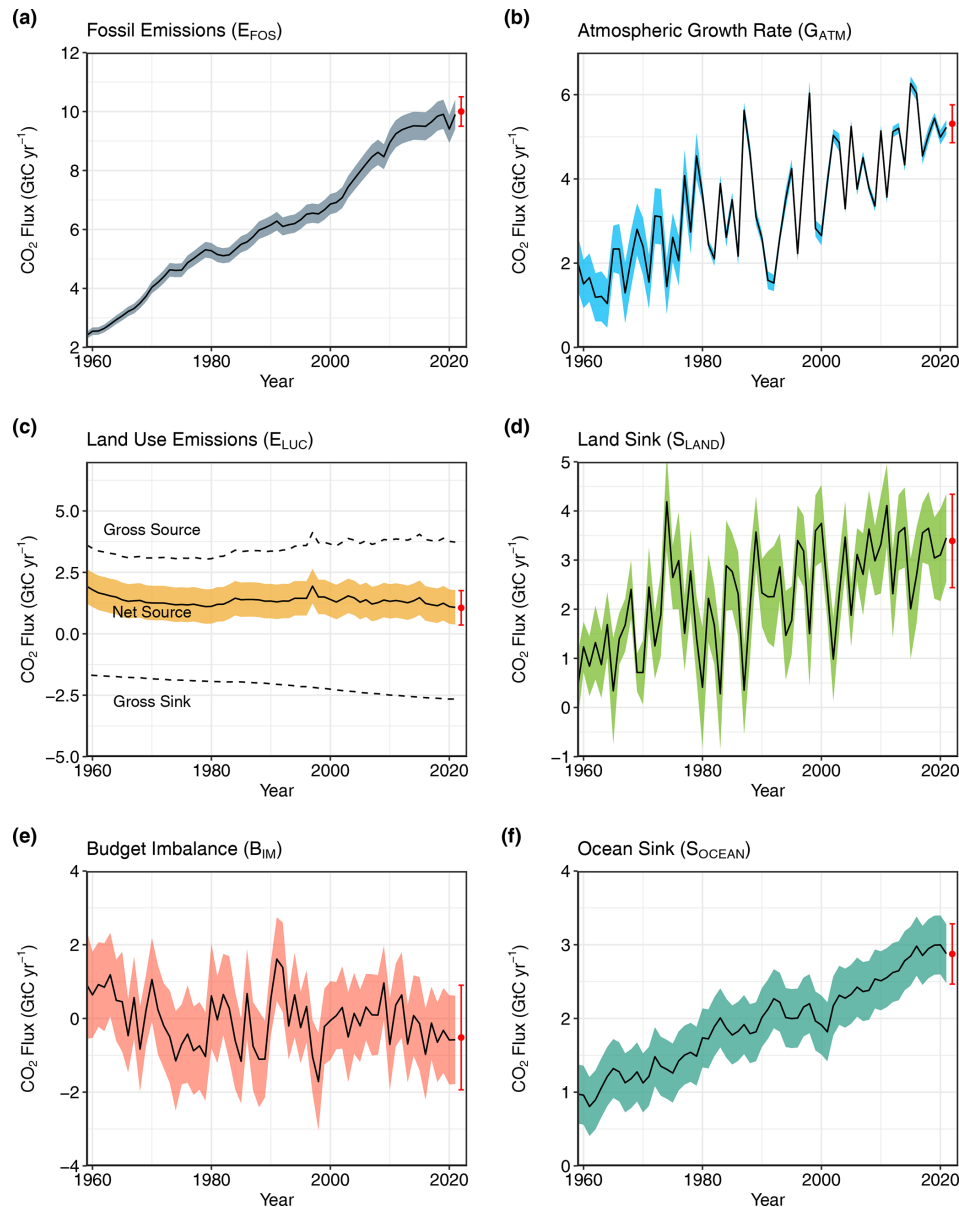 (a)
Fossil Emissions (E_FOS)
CO₂ Flux (GtC yr⁻¹)
12
10
8
6
4
2
1960 1980 2000 2020
Year
(b)
Atmospheric Growth Rate (G_ATM)
CO₂ Flux (GtC yr⁻¹)
6
4
2
0
1960 1980 2000 2020
Year
(c)
Land Use Emissions (E_LUC)
CO₂ Flux (GtC yr⁻¹)
5.0
2.5
0.0
−2.5
−5.0
Gross Source
Net Source
Gross Sink
1960 1980 2000 2020
Year
(d)
Land Sink (S_LAND)
CO₂ Flux (GtC yr⁻¹)
5
4
3
2
1
0
−1
1960 1980 2000 2020
Year
(e)
Budget Imbalance (B_IM)
CO₂ Flux (GtC yr⁻¹)
4
2
0
−2
−4
1960 1980 2000 2020
Year
(f)
Ocean Sink (S_OCEAN)
CO₂ Flux (GtC yr⁻¹)
4
3
2
1
0
1960 1980 2000 2020
Year